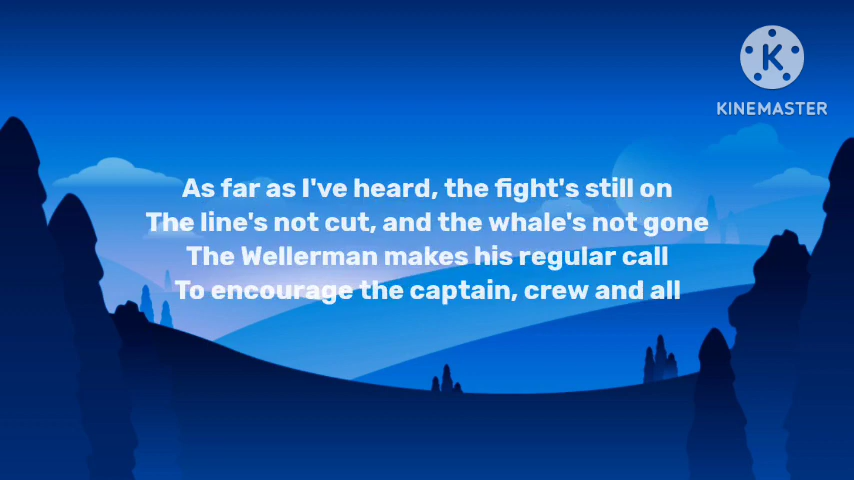 KINEMASTER
As far as I've heard, the fight's still on
The line's not cut, and the whale's not gone
The Wellerman makes his regular call
To encourage the captain, crew and all